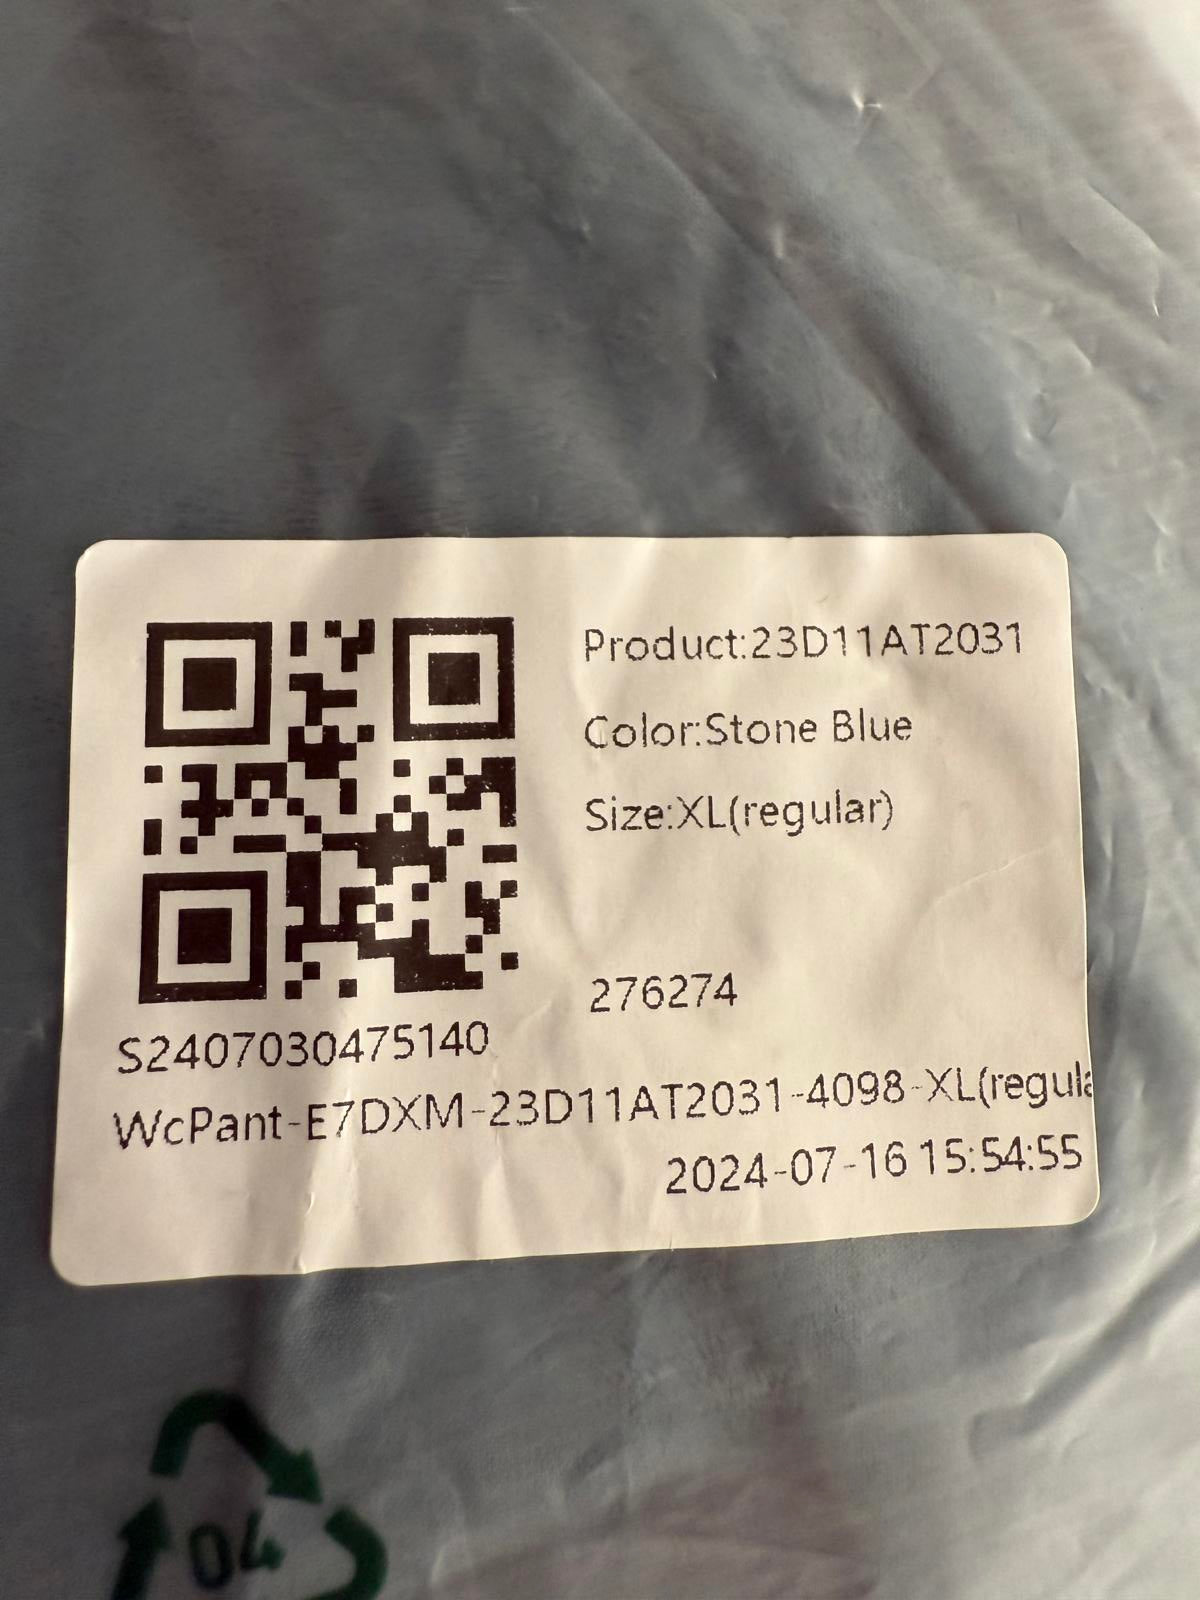 Product:23D11AT2031
Color:Stone Blue
Size:XL(regular)
276274
S2407030475140
WcPant-E7DXM-23D11AT2031-4098-XL(regula
2024-07-16 15:54:55
04